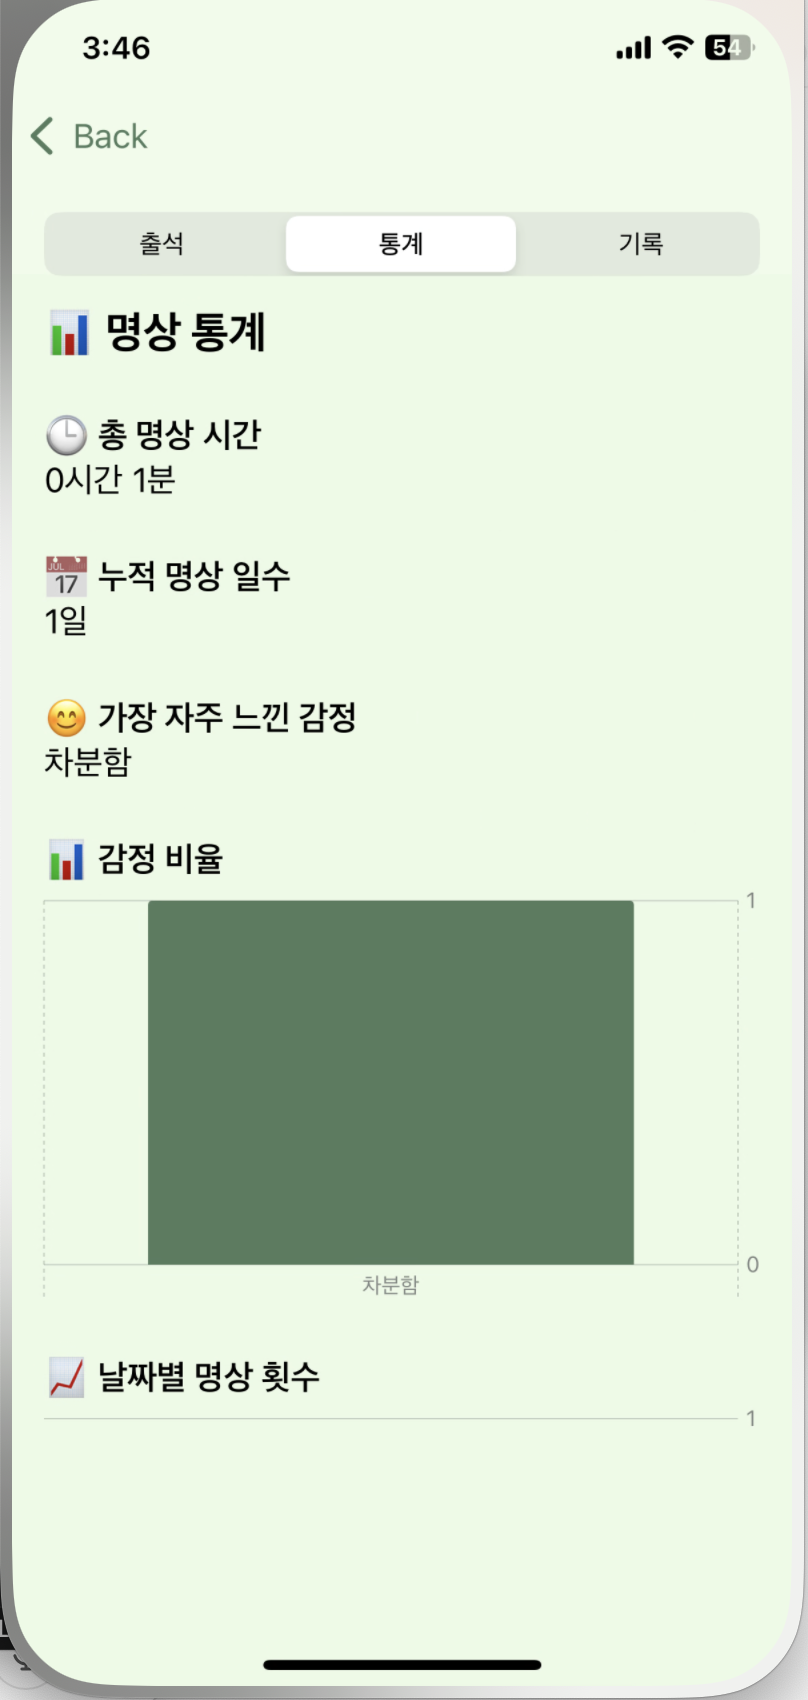 3:46
54
Back
출석
통계
기록
📊 명상 통계
🕒 총 명상 시간
0시간 1분
📅 누적 명상 일수
1일
😊 가장 자주 느낀 감정
차분함
📊 감정 비율
1
0
차분함
📈 날짜별 명상 횟수
1